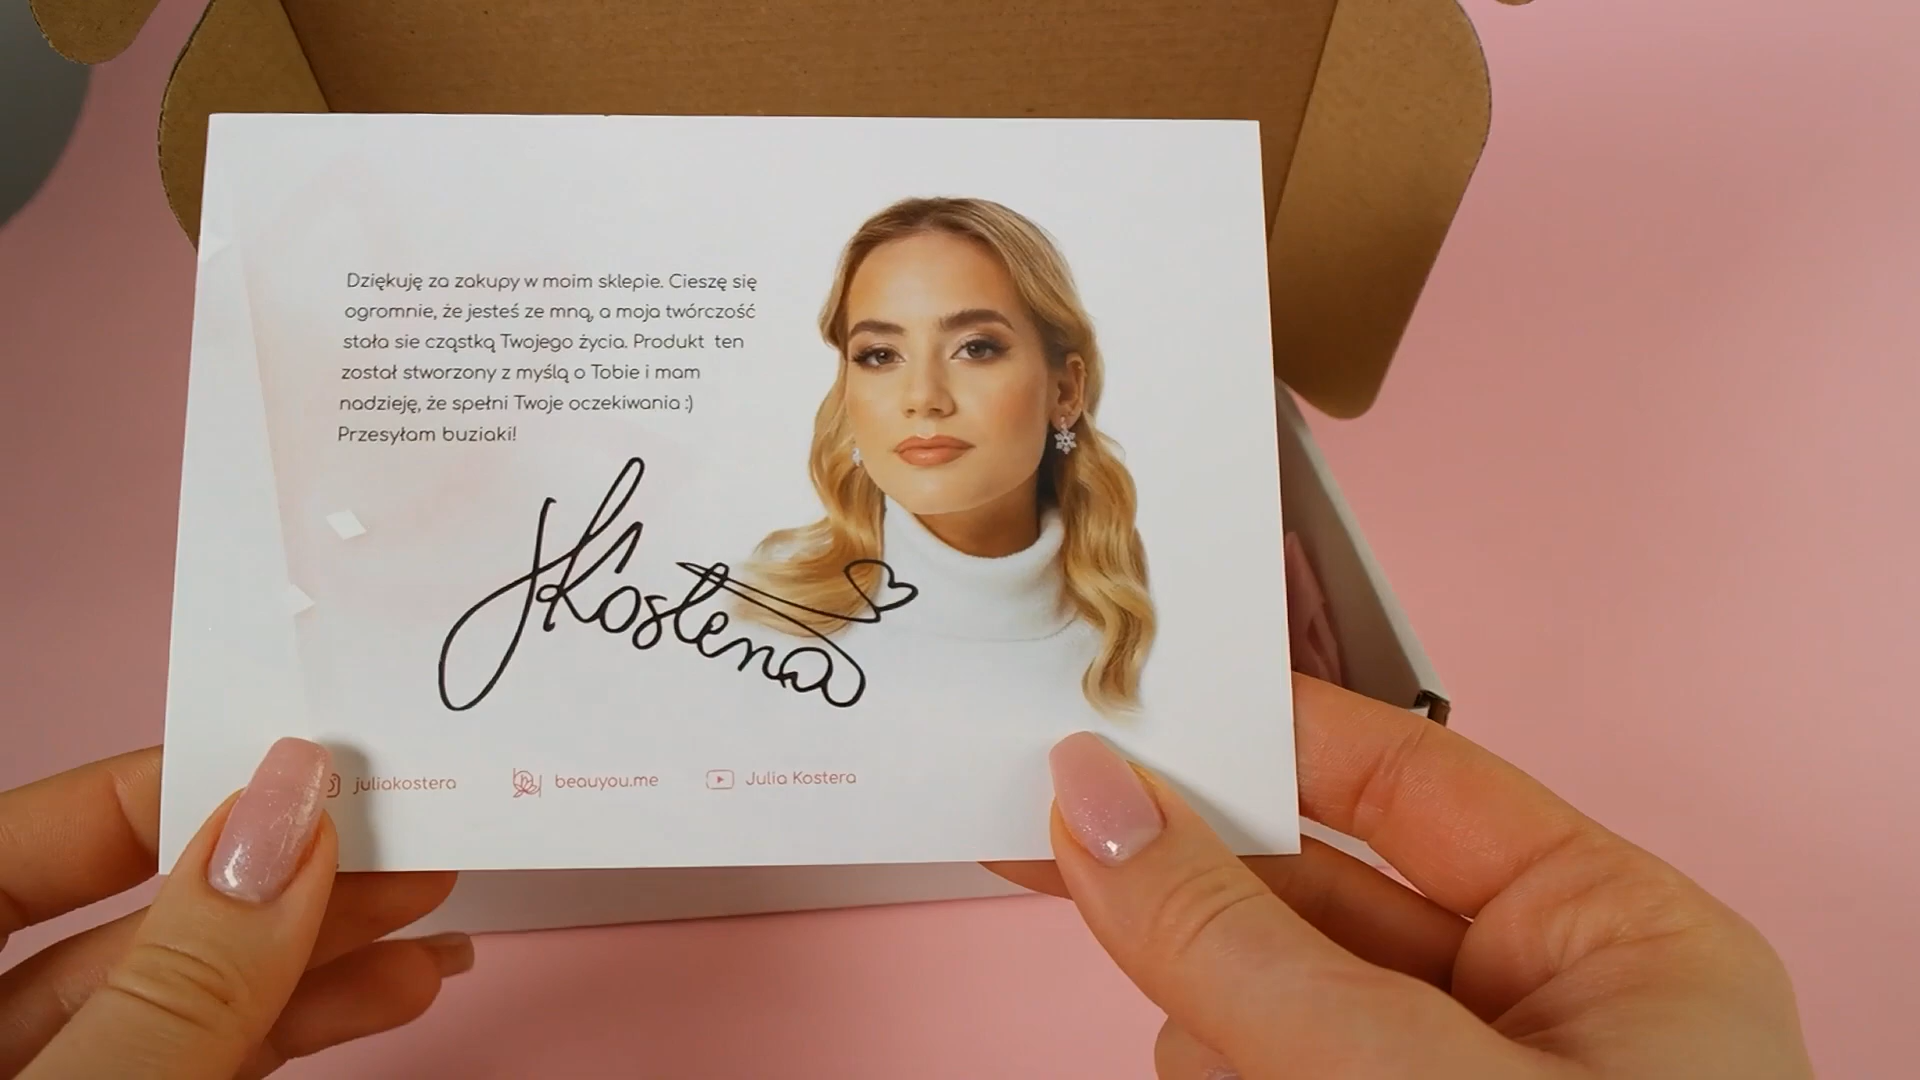 Dziękuję za zakupy w moim sklepie. Cieszę się
ogromnie, że jesteś ze mną, a moja twórczość
stała sie cząstką Twojego życia. Produkt ten
został stworzony z myślą o Tobie i mam
nadzieję, że spełni Twoje oczekiwania :)
Przesyłam buziaki!
JKostera
juliakostera beauyou.me Julia Kostera